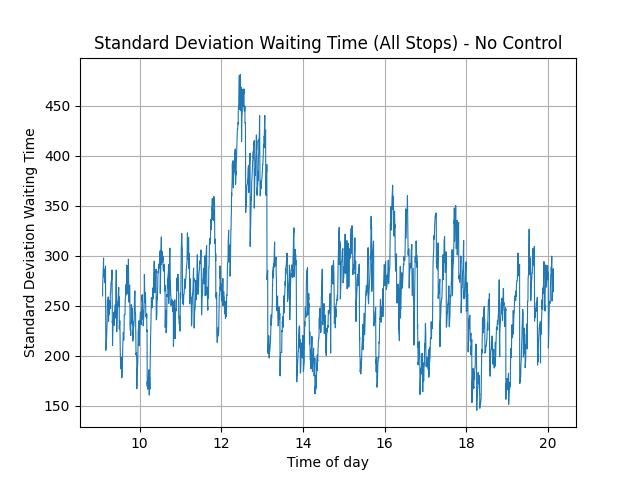 Standard Deviation Waiting Time (All Stops) - No Control
Standard Deviation Waiting Time
450
400
350
300
250
200
150
10 12 14 16 18 20
Time of day